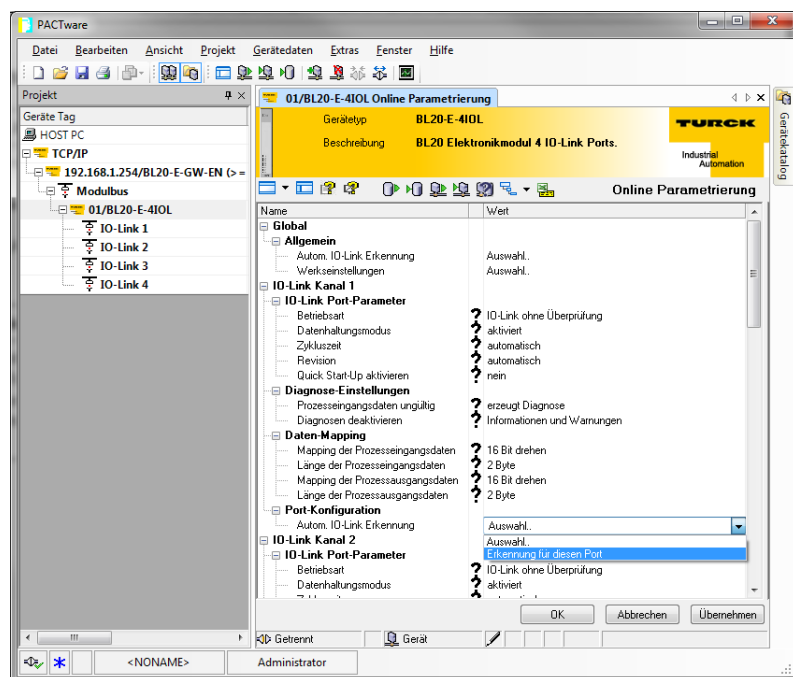 PACTware
Datei Bearbeiten Ansicht Projekt Gerätedaten Extras Fenster Hilfe
Projekt
Geräte Tag
HOST PC
TCP/IP
192.168.1.254/BL20-E-GW-EN (> =
Modulbus
01/BL20-E-4IOL
IO-Link 1
IO-Link 2
IO-Link 3
IO-Link 4
01/BL20-E-4IOL Online Parametrierung
Gerätetyp BL20-E-4IOL
Beschreibung BL20 Elektronikmodul 4 IO-Link Ports.
TURCK
Industrial
Automation
Gerätekatalog
Online Parametrierung
Name Wert
Global
Allgemein
Autom. IO-Link Erkennung Auswahl..
Werkseinstellungen Auswahl..
IO-Link Kanal 1
IO-Link Port-Parameter
Betriebsart ? IO-Link ohne Überprüfung
Datenhaltungsmodus ? aktiviert
Zykluszeit ? automatisch
Revision ? automatisch
Quick Start-Up aktivieren ? nein
Diagnose-Einstellungen
Prozesseingangsdaten ungültig ? erzeugt Diagnose
Diagnosen deaktivieren ? Informationen und Warnungen
Daten-Mapping
Mapping der Prozesseingangsdaten ? 16 Bit drehen
Länge der Prozesseingangsdaten ? 2 Byte
Mapping der Prozessausgangsdaten ? 16 Bit drehen
Länge der Prozessausgangsdaten ? 2 Byte
Port-Konfiguration
Autom. IO-Link Erkennung Auswahl..
Auswahl..
Erkennung für diesen Port
IO-Link Kanal 2
IO-Link Port-Parameter
Betriebsart ? IO-Link ohne Überprüfung
Datenhaltungsmodus ? aktiviert
OK Abbrechen Übernehmen
Getrennt Gerät
<NONAME> Administrator